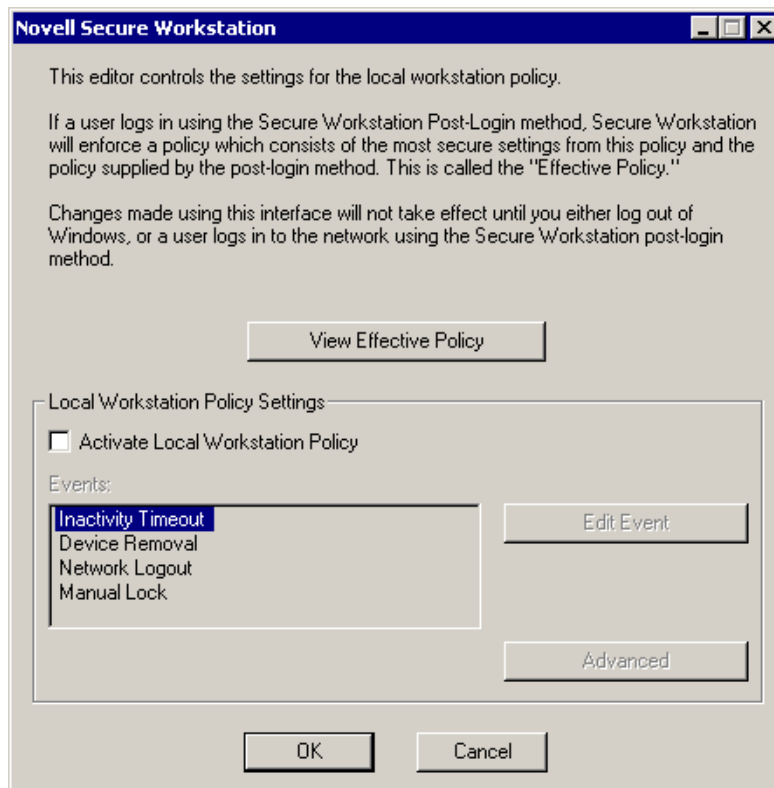 Novell Secure Workstation
This editor controls the settings for the local workstation policy.
If a user logs in using the Secure Workstation Post-Login method, Secure Workstation
will enforce a policy which consists of the most secure settings from this policy and the
policy supplied by the post-login method. This is called the "Effective Policy."
Changes made using this interface will not take effect until you either log out of
Windows, or a user logs in to the network using the Secure Workstation post-login
method.
View Effective Policy
Local Workstation Policy Settings
Activate Local Workstation Policy
Events:
Inactivity Timeout
Edit Event
Device Removal
Network Logout
Manual Lock
Advanced
OK
Cancel